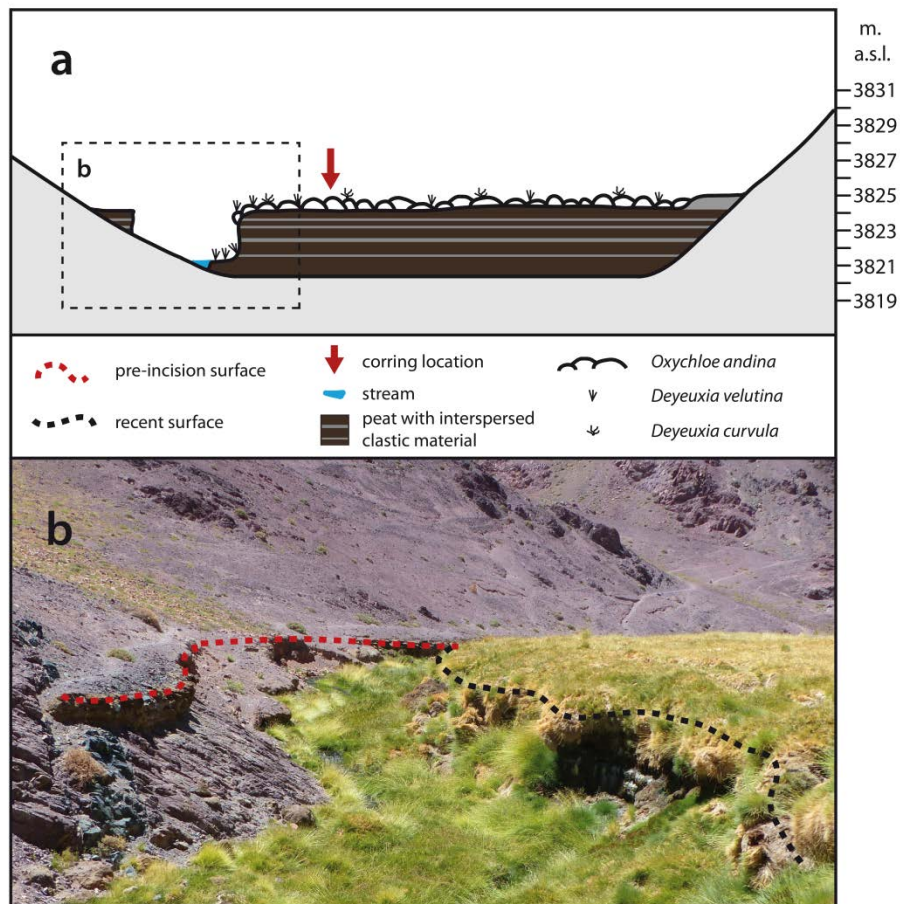 a
m.
a.s.l.
3831
3829
3827
b
3825
3823
3821
3819
pre-incision surface
corring location
Oxychloe andina
stream
Deyeuxia velutina
recent surface
peat with interspersed
clastic material
Deyeuxia curvula
b